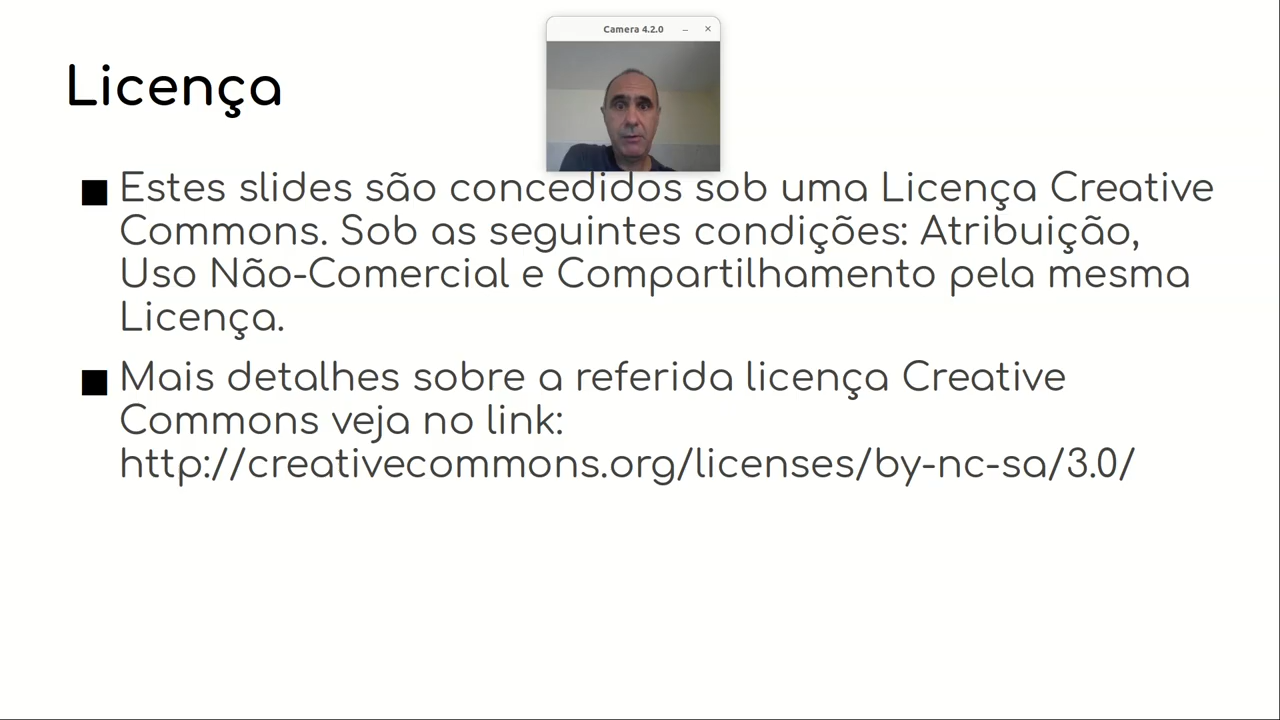 Camera 4.2.0
Licença
Estes slides são concedidos sob uma Licença Creative
Commons. Sob as seguintes condições: Atribuição,
Uso Não-Comercial e Compartilhamento pela mesma
Licença.
Mais detalhes sobre a referida licença Creative
Commons veja no link:
http://creativecommons.org/licenses/by-nc-sa/3.0/